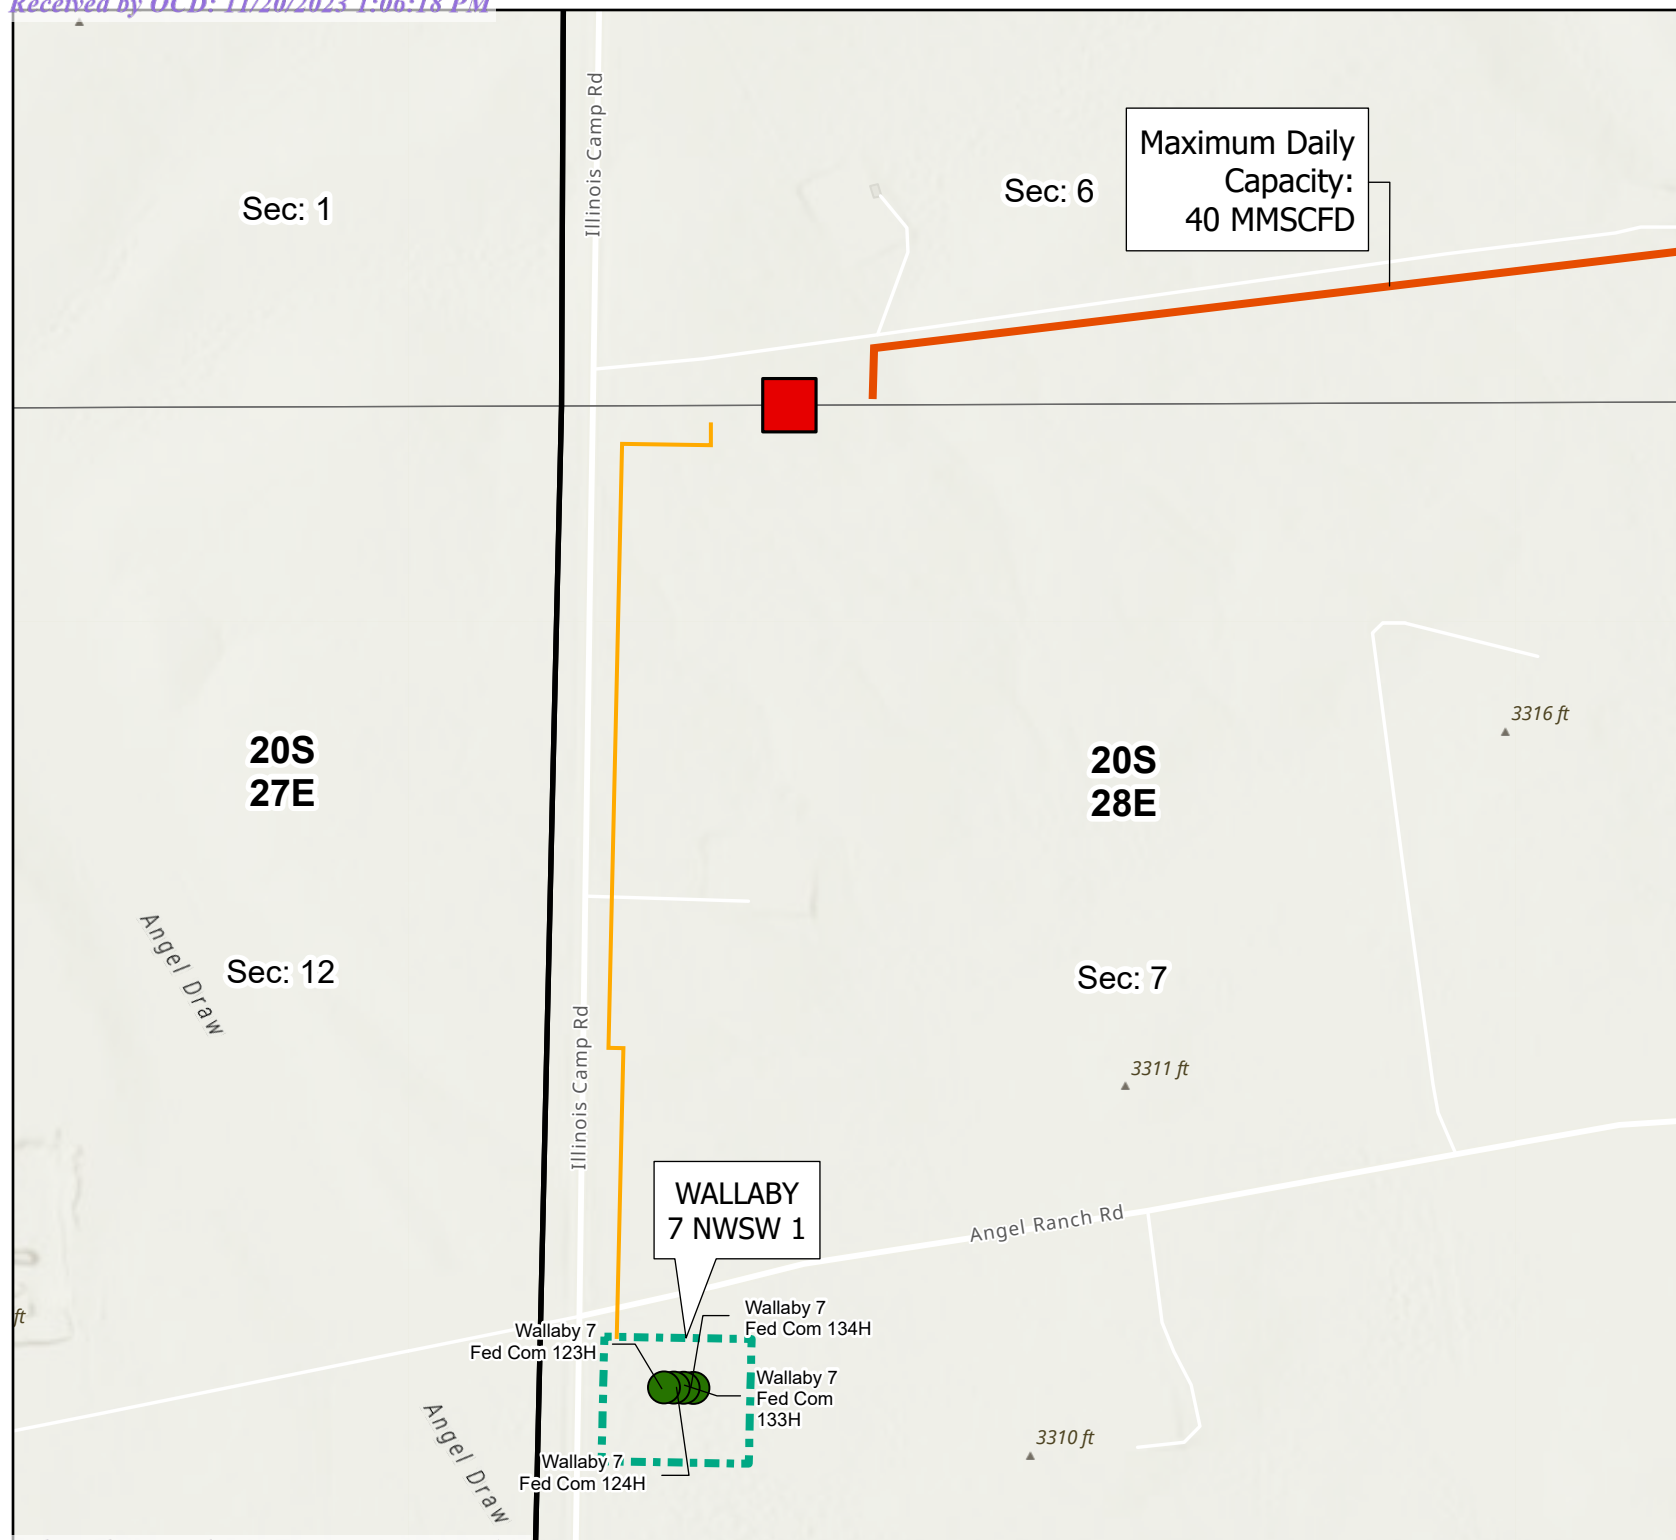 Received by OCD: 11/20/2023 1:06:18 PM
Illinois Camp Rd
Sec: 1
Sec: 6
Maximum Daily
Capacity:
40 MMSCFD
20S
27E
20S
28E
3316 ft
Angel Draw
Sec: 12
Sec: 7
Illinois Camp Rd
3311 ft
WALLABY
7 NWSW 1
Angel Ranch Rd
ft
Wallaby 7
Fed Com 123H
Wallaby 7
Fed Com 134H
Wallaby 7
Fed Com
133H
Angel Draw
3310 ft
Wallaby 7
Fed Com 124H